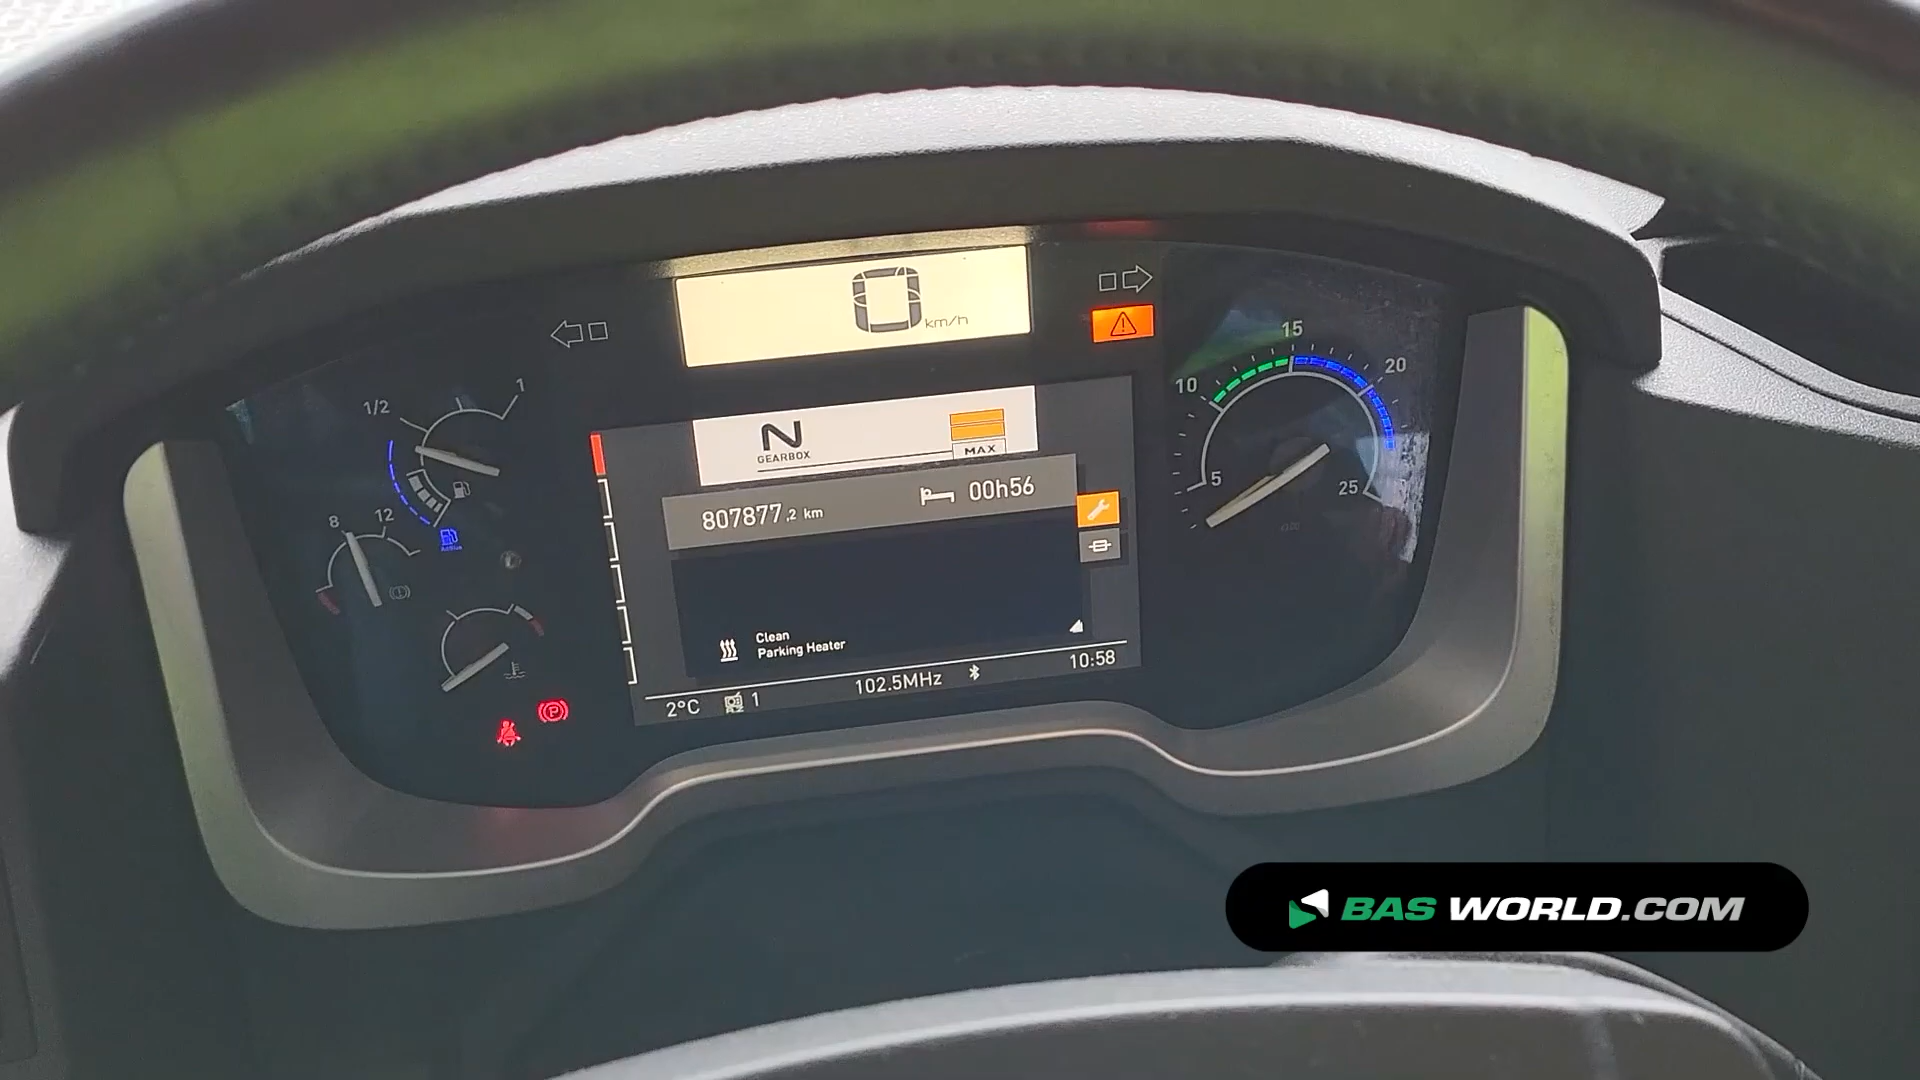 0 km/h
N
GEARBOX
MAX
807877,2 km
00h56
Clean
Parking Heater
2°C
1
102.5MHz
10:58
1/2
1
8
12
AdBlue
P
5
10
15
20
25
BAS WORLD.COM